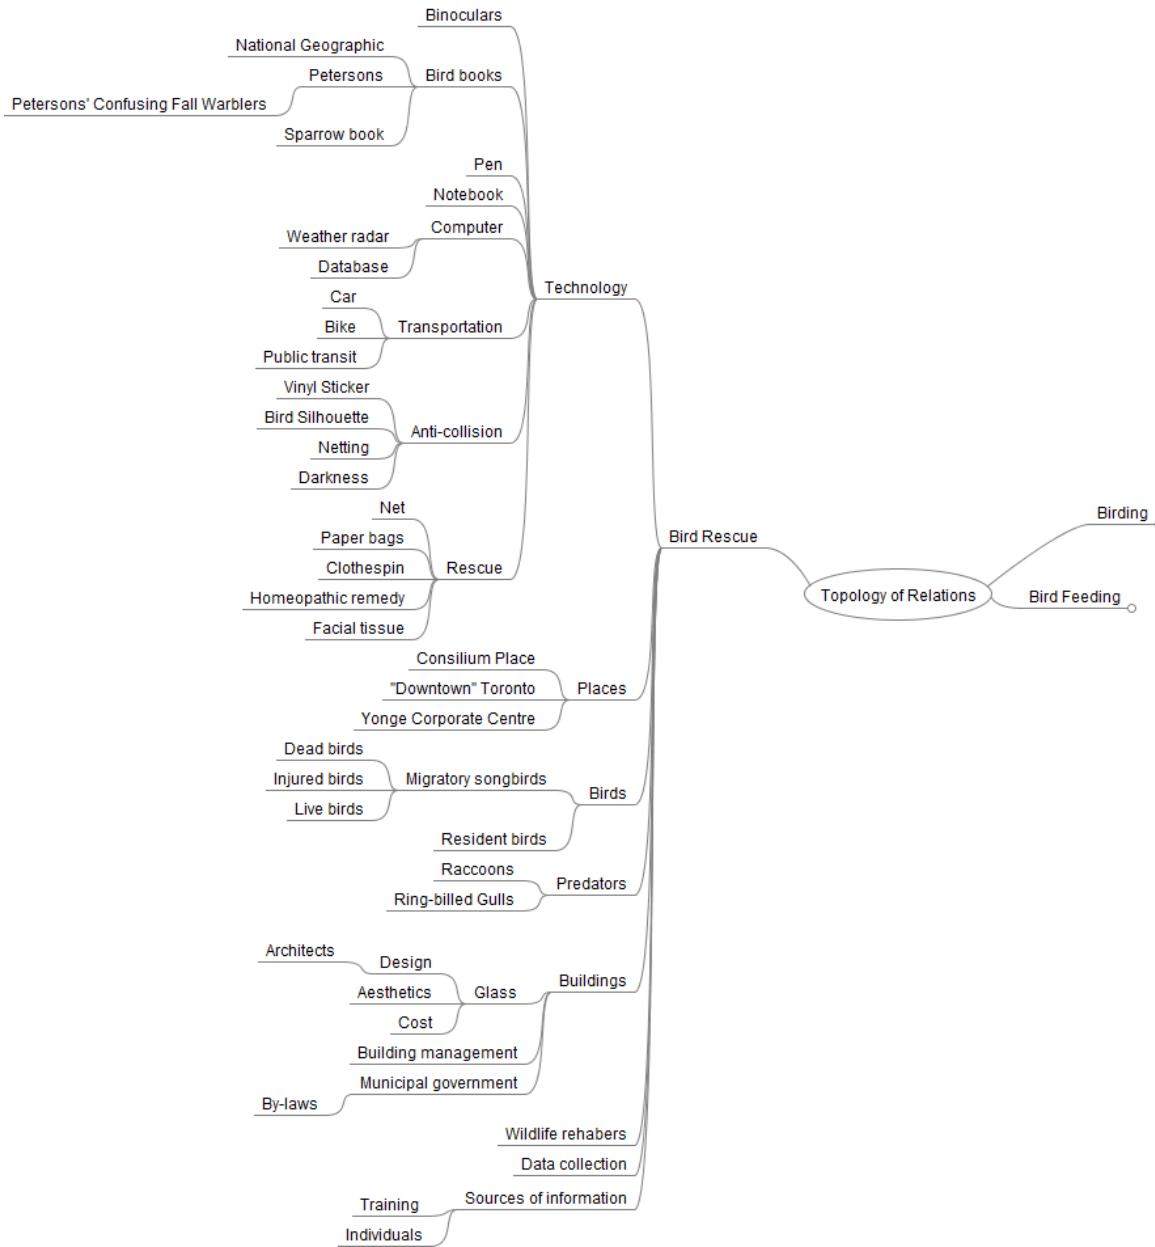 Binoculars
National Geographic
Petersons
Bird books
Petersons' Confusing Fall Warblers
Sparrow book
Pen
Notebook
Computer
Weather radar
Database
Technology
Car
Bike
Transportation
Public transit
Vinyl Sticker
Bird Silhouette
Anti-collision
Netting
Darkness
Net
Paper bags
Clothespin
Rescue
Homeopathic remedy
Facial tissue
Birding
Bird Rescue
Topology of Relations
Bird Feeding
Consilium Place
"Downtown" Toronto
Places
Yonge Corporate Centre
Dead birds
Injured birds
Migratory songbirds
Birds
Live birds
Resident birds
Raccoons
Predators
Ring-billed Gulls
Architects
Design
Buildings
Aesthetics
Glass
Cost
Building management
Municipal government
By-laws
Wildlife rehabers
Data collection
Sources of information
Training
Individuals